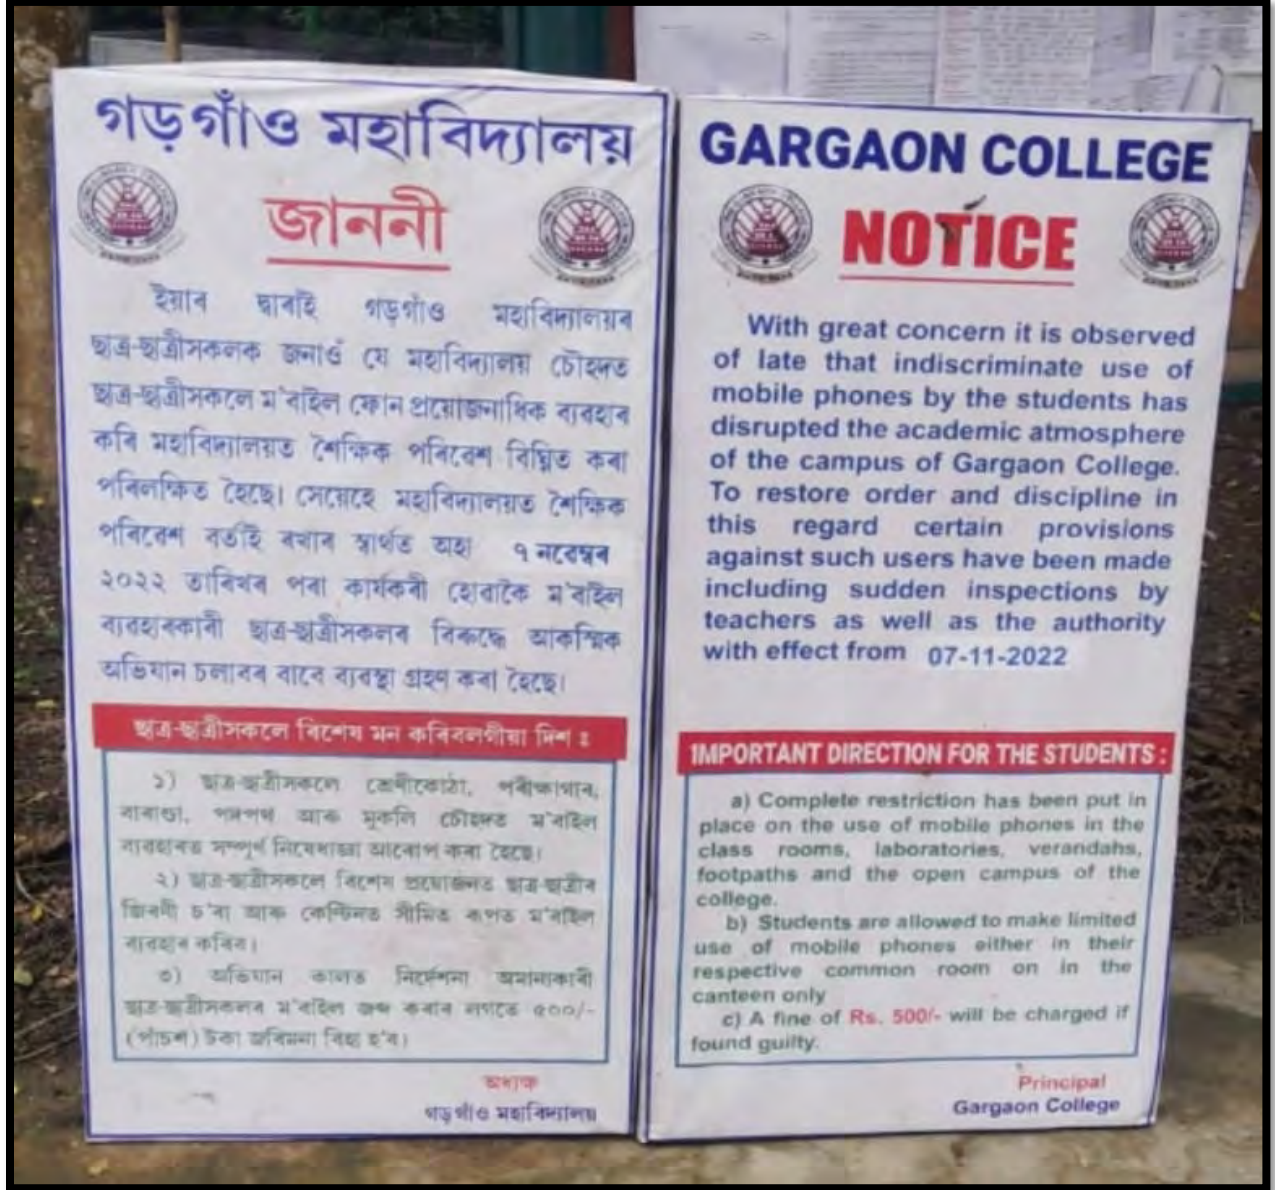 গড়গাঁও মহাবিদ্যালয়
জাননী
ইয়াৰ দ্বাৰাই গড়গাঁও মহাবিদ্যালয়ৰ
ছাত্ৰ-ছাত্ৰীসকলক জনাওঁ যে মহাবিদ্যালয় চৌহদত
ছাত্ৰ-ছাত্ৰীসকলে ম'বাইল ফোন প্ৰয়োজনাধিক ব্যৱহাৰ
কৰি মহাবিদ্যালয়ত শৈক্ষিক পৰিবেশ বিঘ্নিত কৰা
পৰিলক্ষিত হৈছে। সেয়েহে মহাবিদ্যালয়ত শৈক্ষিক
পৰিবেশ বৰ্তাই ৰখাৰ স্বাৰ্থত অহা ৭ নৱেম্বৰ
২০২২ তাৰিখৰ পৰা কাৰ্যকৰী হোৱাকৈ ম'বাইল
ব্যৱহাৰকাৰী ছাত্ৰ-ছাত্ৰীসকলৰ বিৰুদ্ধে আকস্মিক
অভিযান চলাবৰ বাবে ব্যৱস্থা গ্ৰহণ কৰা হৈছে।
ছাত্ৰ-ছাত্ৰীসকলে বিশেষ মন কৰিবলগীয়া দিশ ঃ
১) ছাত্ৰ-ছাত্ৰীসকলে শ্ৰেণীকোঠা, পৰীক্ষাগাৰ,
বাৰাণ্ডা, পদপথ আৰু মুকলি চৌহদত ম'বাইল
ব্যৱহাৰত সম্পূৰ্ণ নিষেধাজ্ঞা আৰোপ কৰা হৈছে।
২) ছাত্ৰ-ছাত্ৰীসকলে বিশেষ প্ৰয়োজনত ছাত্ৰ-ছাত্ৰীৰ
জিৰণী চ'ৰা আৰু কেন্টিনত সীমিত ৰূপত ম'বাইল
ব্যৱহাৰ কৰিব।
৩) অভিযান কালত নিৰ্দেশনা অমান্যকাৰী
ছাত্ৰ-ছাত্ৰীসকলৰ ম'বাইল জব্দ কৰাৰ লগতে ৫০০/-
(পাঁচশ) টকা জৰিমনা বিহা হ'ব।
অধ্যক্ষ
গড়গাঁও মহাবিদ্যালয়
GARGAON COLLEGE
NOTICE
With great concern it is observed
of late that indiscriminate use of
mobile phones by the students has
disrupted the academic atmosphere
of the campus of Gargaon College.
To restore order and discipline in
this regard certain provisions
against such users have been made
including sudden inspections by
teachers as well as the authority
with effect from 07-11-2022
IMPORTANT DIRECTION FOR THE STUDENTS :
a) Complete restriction has been put in
place on the use of mobile phones in the
class rooms, laboratories, verandahs,
footpaths and the open campus of the
college.
b) Students are allowed to make limited
use of mobile phones either in their
respective common room on in the
canteen only
c) A fine of Rs. 500/- will be charged if
found guilty.
Principal
Gargaon College